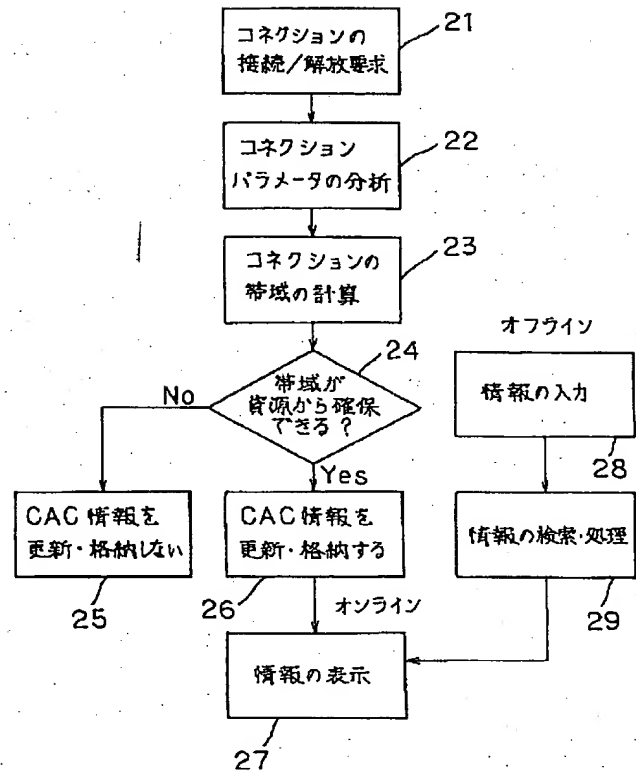 コネクションの
接続/解放要求
21
コネクション
パラメータの分析
22
コネクションの
帯域の計算
23
帯域が
資源から確保
できる?
24
No
Yes
CAC情報を
更新・格納しない
25
CAC情報を
更新・格納する
26
オンライン
オフライン
情報の入力
28
情報の検索・処理
29
情報の表示
27